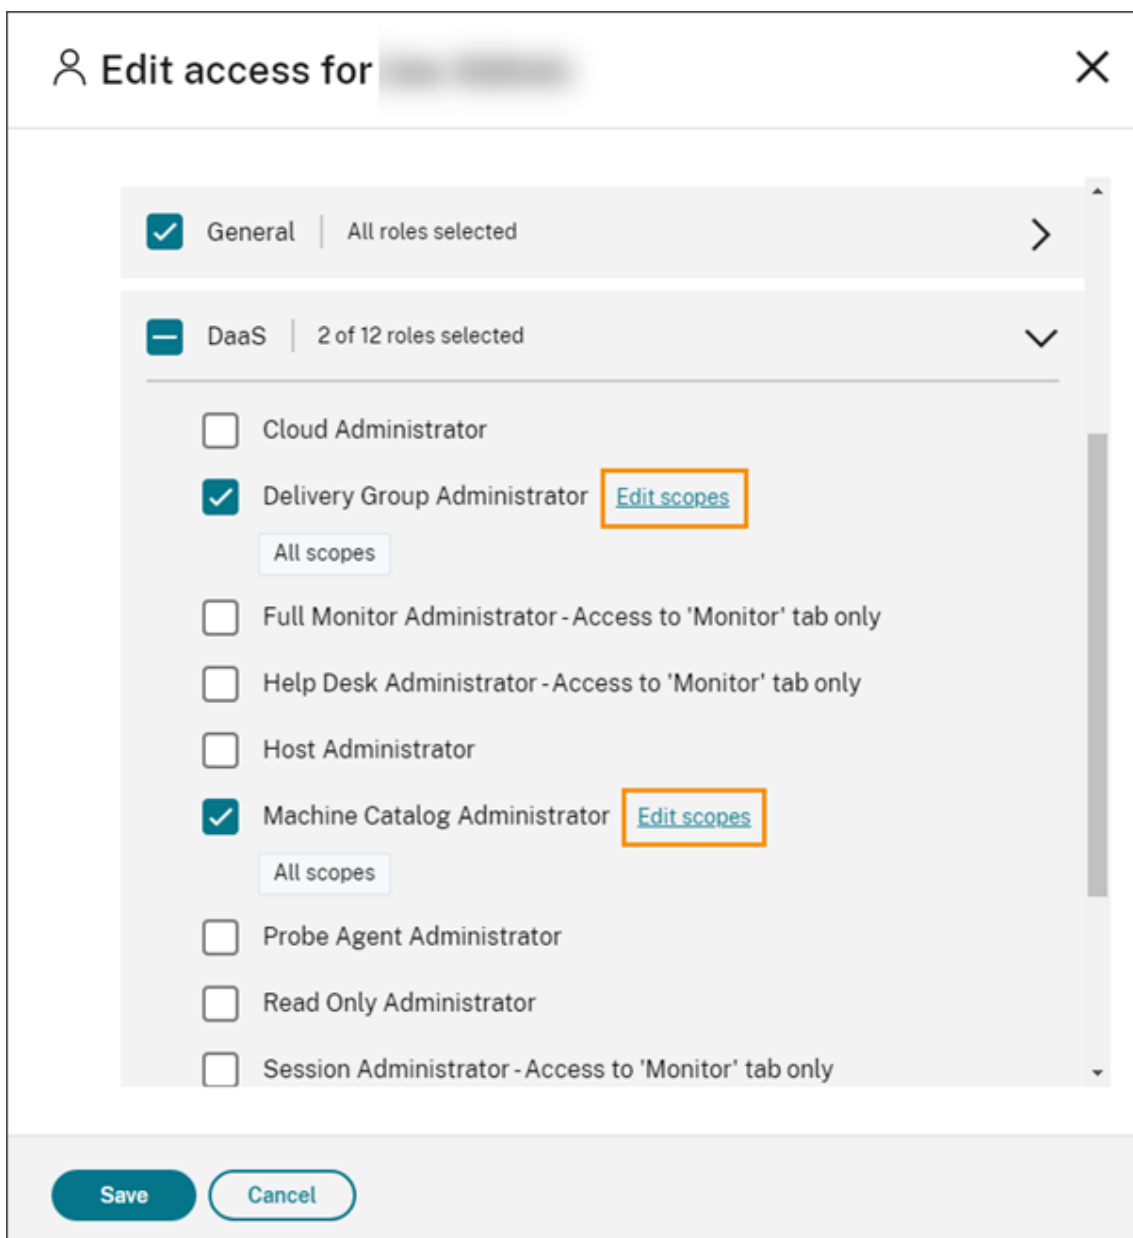 Edit access for
General | All roles selected
DaaS | 2 of 12 roles selected
Cloud Administrator
Delivery Group Administrator Edit scopes
All scopes
Full Monitor Administrator - Access to 'Monitor' tab only
Help Desk Administrator - Access to 'Monitor' tab only
Host Administrator
Machine Catalog Administrator Edit scopes
All scopes
Probe Agent Administrator
Read Only Administrator
Session Administrator - Access to 'Monitor' tab only
Save Cancel